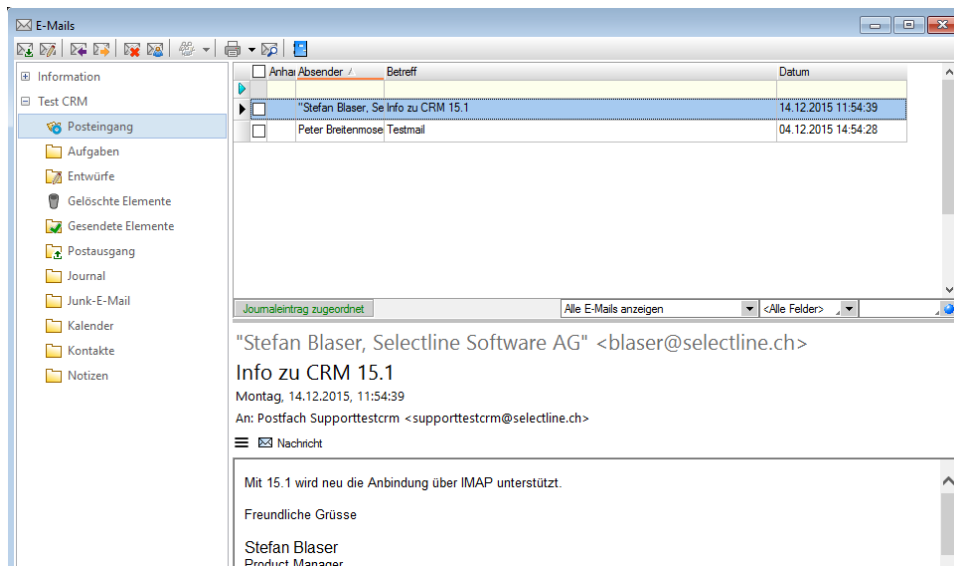 E-Mails
Information
Test CRM
Posteingang
Aufgaben
Entwürfe
Gelöschte Elemente
Gesendete Elemente
Postausgang
Journal
Junk-E-Mail
Kalender
Kontakte
Notizen
Anhai Absender Betreff Datum
"Stefan Blaser, Se Info zu CRM 15.1 14.12.2015 11:54:39
Peter Breitenmose Testmail 04.12.2015 14:54:28
Journaleintrag zugeordnet Alle E-Mails anzeigen <Alle Felder>
"Stefan Blaser, Selectline Software AG" <blaser@selectline.ch>
Info zu CRM 15.1
Montag, 14.12.2015, 11:54:39
An: Postfach Supporttestcrm <supporttestcrm@selectline.ch>
Nachricht
Mit 15.1 wird neu die Anbindung über IMAP unterstützt.
Freundliche Grüsse
Stefan Blaser
Product Manager